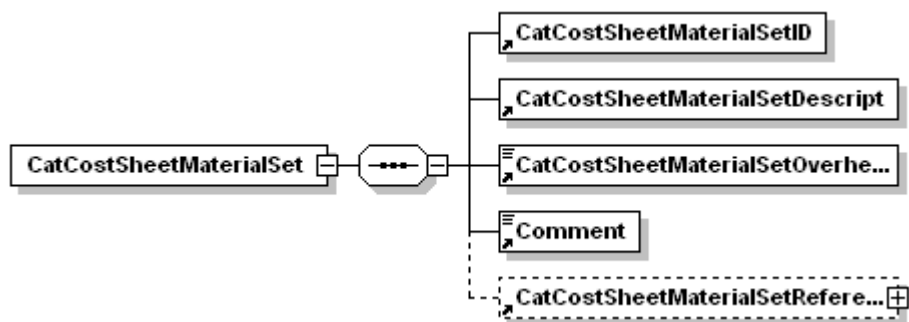 CatCostSheetMaterialSetID
CatCostSheetMaterialSetDescript
CatCostSheetMaterialSet
CatCostSheetMaterialSetOverhe...
Comment
CatCostSheetMaterialSetRefere...